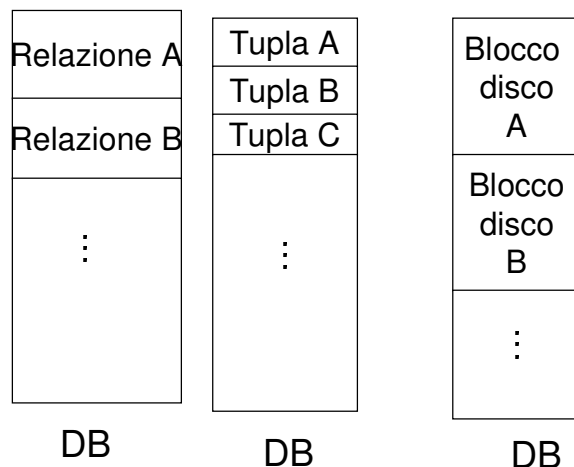 Relazione A
Relazione B
⋮
DB
Tupla A
Tupla B
Tupla C
⋮
DB
Blocco
disco
A
Blocco
disco
B
⋮
DB